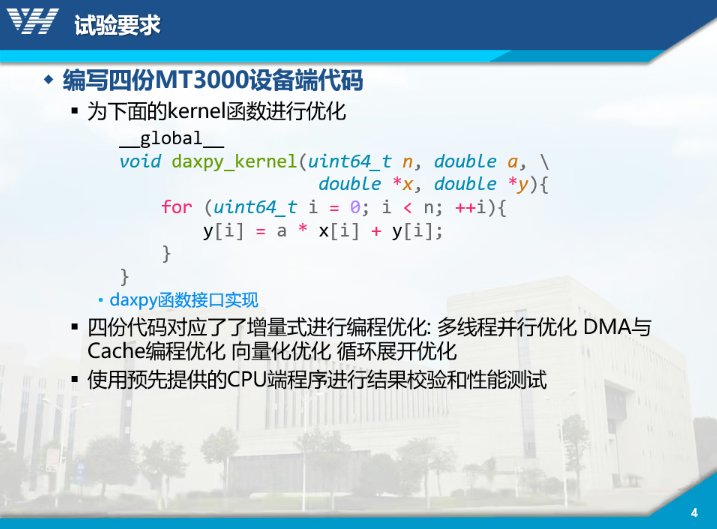 VH 试验要求
编写四份MT3000设备端代码
为下面的kernel函数进行优化
__global__
void daxpy_kernel(uint64_t n, double a, \
double *x, double *y){
for (uint64_t i = 0; i < n; ++i){
y[i] = a * x[i] + y[i];
}
}
daxpy函数接口实现
四份代码对应了了增量式进行编程优化: 多线程并行优化 DMA与
Cache编程优化 向量化优化 循环展开优化
使用预先提供的CPU端程序进行结果校验和性能测试
4